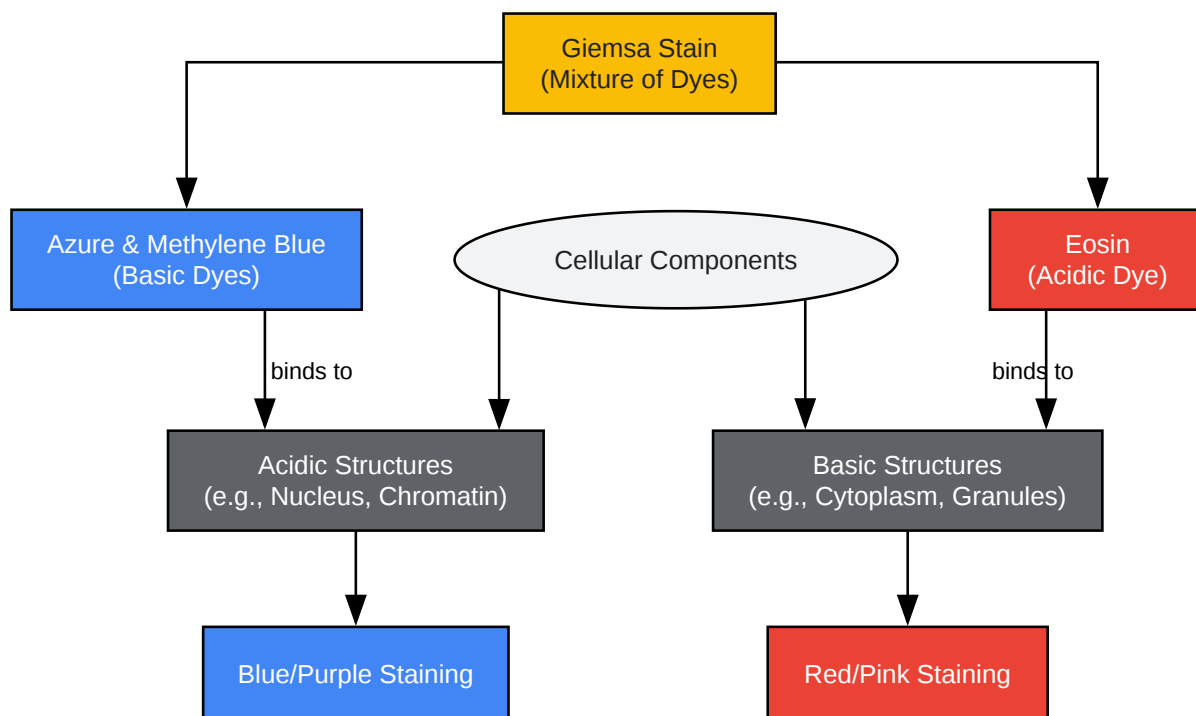 Giemsa Stain
(Mixture of Dyes)
Azure & Methylene Blue
(Basic Dyes)
Cellular Components
Eosin
(Acidic Dye)
binds to
binds to
Acidic Structures
(e.g., Nucleus, Chromatin)
Basic Structures
(e.g., Cytoplasm, Granules)
Blue/Purple Staining
Red/Pink Staining